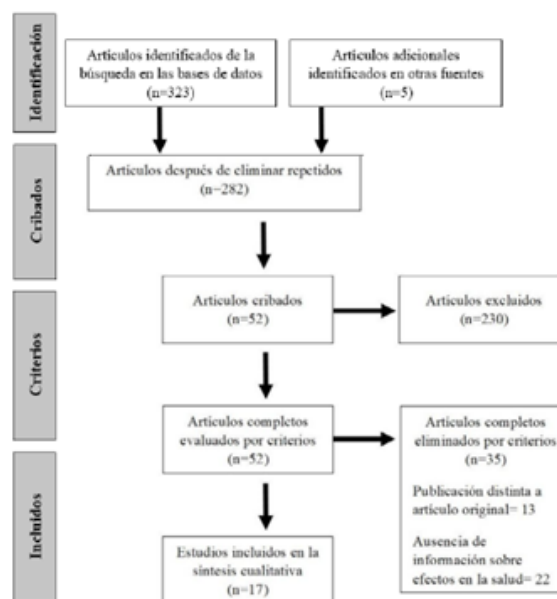 Identificación
Artículos identificados de la
búsqueda en las bases de datos
(n=323)
Artículos adicionales
identificados en otras fuentes
(n=5)
Cribados
Artículos después de eliminar repetidos
(n=282)
Artículos cribados
(n=52)
Artículos excluidos
(n=230)
Criterios
Artículos completos
evaluados por criterios
(n=52)
Artículos completos
eliminados por criterios
(n=35)
Publicación distinta a
artículo original= 13
Ausencia de
información sobre
efectos en la salud= 22
Incluidos
Estudios incluidos en la
síntesis cualitativa
(n=17)